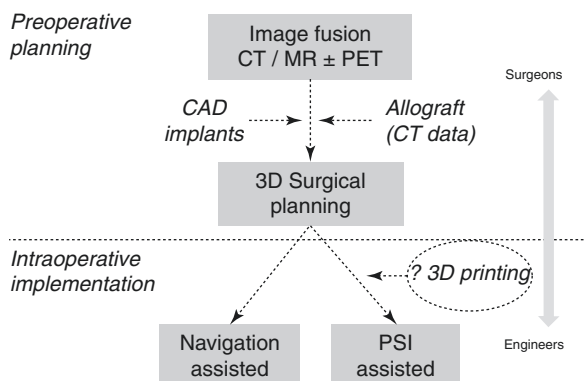 Preoperative
planning
Image fusion
CT / MR ± PET
Surgeons
CAD
implants
Allograft
(CT data)
3D Surgical
planning
Intraoperative
implementation
? 3D printing
Navigation
assisted
PSI
assisted
Engineers